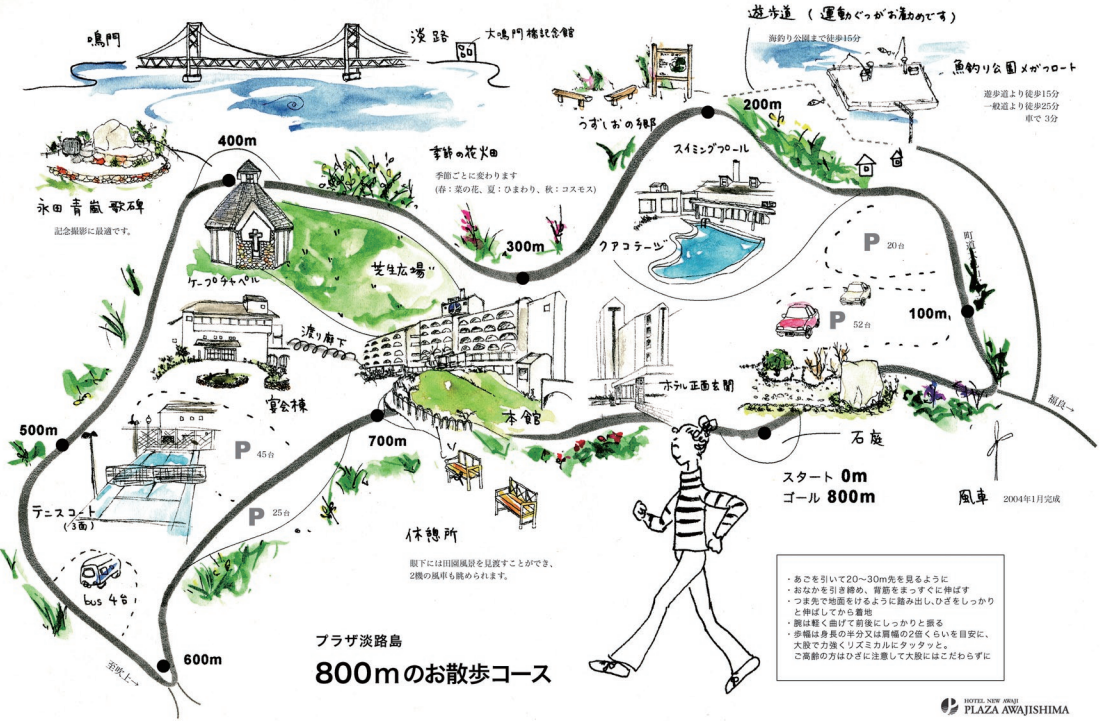 鳴門
淡路
大鳴門橋記念館
遊歩道 (運動ぐつがお勧めです)
海釣り公園まで徒歩15分
魚釣り公園メガフロート
遊歩道より徒歩15分
一般道より徒歩25分
車で 3分
うずしおの郷
200m
400m
季節の花畑
季節ごとに変わります
(春：菜の花、夏：ひまわり、秋：コスモス)
スイミングプール
永田青嵐歌碑
記念撮影に最適です。
300m
クアコテージ
P 20台
町道
芝生広場
ケープチャペル
P 52台
100m
渡り廊下
ホテル正面玄関
宴会棟
本館
福良→
500m
700m
石庭
P 45台
スタート 0m
ゴール 800m
風車 2004年1月完成
テニスコート
(3面)
P 25台
休憩所
眼下には田園風景を見渡すことができ、
2機の風車も眺められます。
bus 4台
・あごを引いて20〜30m先を見るように
・おなかを引き締め、背筋をまっすぐに伸ばす
・つま先で地面をけるように踏み出し、ひざをしっかり
と伸ばしてから着地
・腕は軽く曲げて前後にしっかりと振る
・歩幅は身長の半分又は肩幅の2倍くらいを目安に、
大股で力強くリズミカルにタッタッと。
ご高齢の方はひざに注意して大股にはこだわらずに
600m
至吹上→
プラザ淡路島
800mのお散歩コース
HOTEL NEW AWAJI
PLAZA AWAJISHIMA